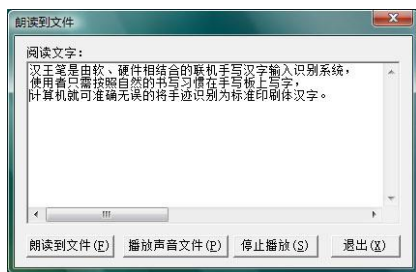 朗读到文件
阅读文字：
汉王笔是由软、硬件相结合的联机手写汉字输入识别系统，
使用者只需按照自然的书写习惯在手写板上写字，
计算机就可准确无误的将手迹识别为标准印刷体汉字。
朗读到文件(F) 播放声音文件(P) 停止播放(S) 退出(X)